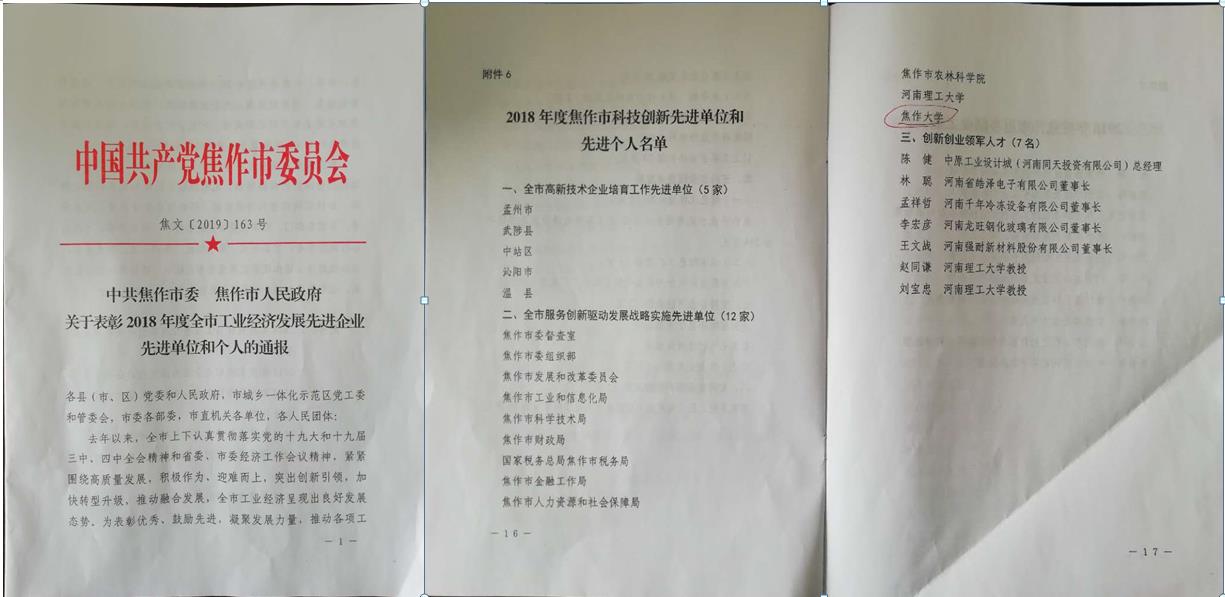 中国共产党焦作市委员会
焦文〔2019〕163号
中共焦作市委 焦作市人民政府
关于表彰2018年度全市工业经济发展先进企业
先进单位和个人的通报
各县（市、区）党委和人民政府，市城乡一体化示范区党工委
和管委会，市委各部委，市直机关各单位，各人民团体：
去年以来，全市上下认真贯彻落实党的十九大和十九届
三中、四中全会精神和省委、市委经济工作会议精神，紧紧
围绕高质量发展，积极作为、迎难而上，突出创新引领，加
快转型升级，推动融合发展，全市工业经济呈现出良好发展
态势。为表彰优秀、鼓励先进，凝聚发展力量，推动各项工
— 1 —
附件6
2018年度焦作市科技创新先进单位和
先进个人名单
一、全市高新技术企业培育工作先进单位（5家）
孟州市
武陟县
中站区
沁阳市
温 县
二、全市服务创新驱动发展战略实施先进单位（12家）
焦作市委督查室
焦作市委组织部
焦作市发展和改革委员会
焦作市工业和信息化局
焦作市科学技术局
焦作市财政局
国家税务总局焦作市税务局
焦作市金融工作局
焦作市人力资源和社会保障局
— 16 —
焦作市农林科学院
河南理工大学
焦作大学
三、创新创业领军人才（7名）
陈 健 中原工业设计城（河南同天投资有限公司）总经理
林 聪 河南省皓泽电子有限公司董事长
孟祥哲 河南千年冷冻设备有限公司董事长
李宏彦 河南龙旺钢化玻璃有限公司董事长
王文战 河南强耐新材料股份有限公司董事长
赵同谦 河南理工大学教授
刘宝忠 河南理工大学教授
— 17 —